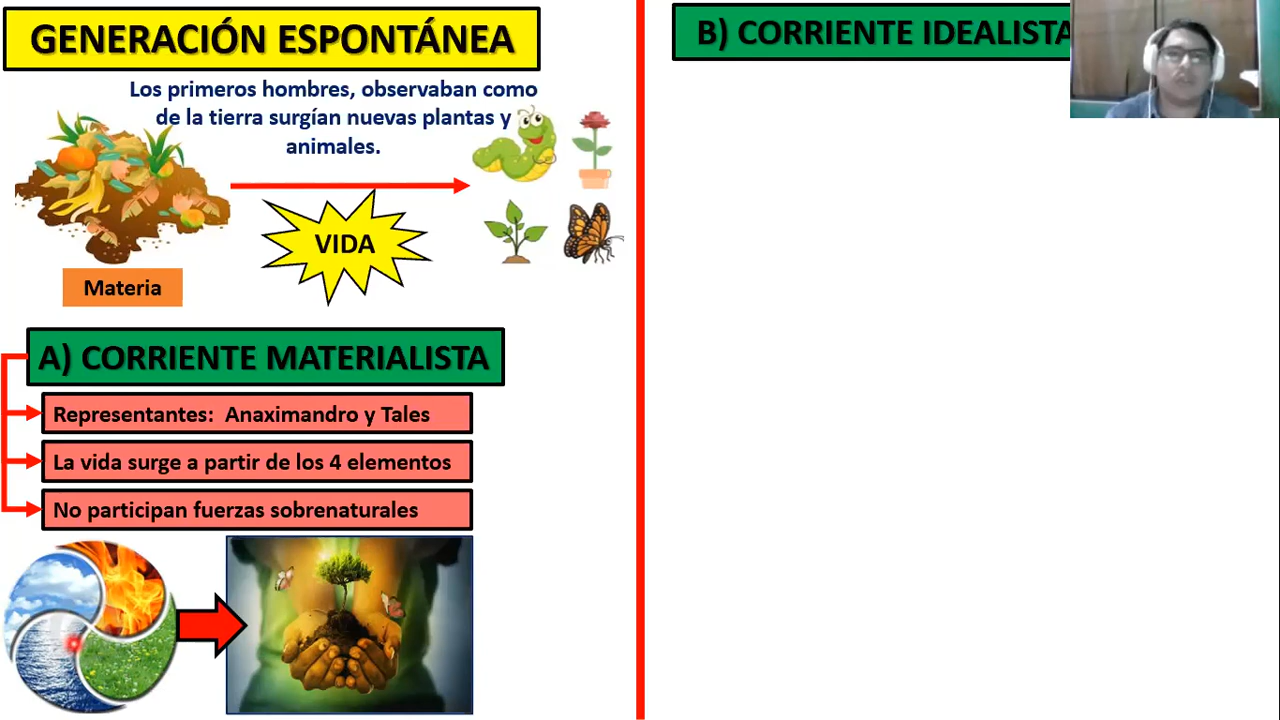 GENERACIÓN ESPONTÁNEA
Los primeros hombres, observaban como
de la tierra surgían nuevas plantas y
animales.
VIDA
Materia
A) CORRIENTE MATERIALISTA
Representantes: Anaximandro y Tales
La vida surge a partir de los 4 elementos
No participan fuerzas sobrenaturales
B) CORRIENTE IDEALISTA